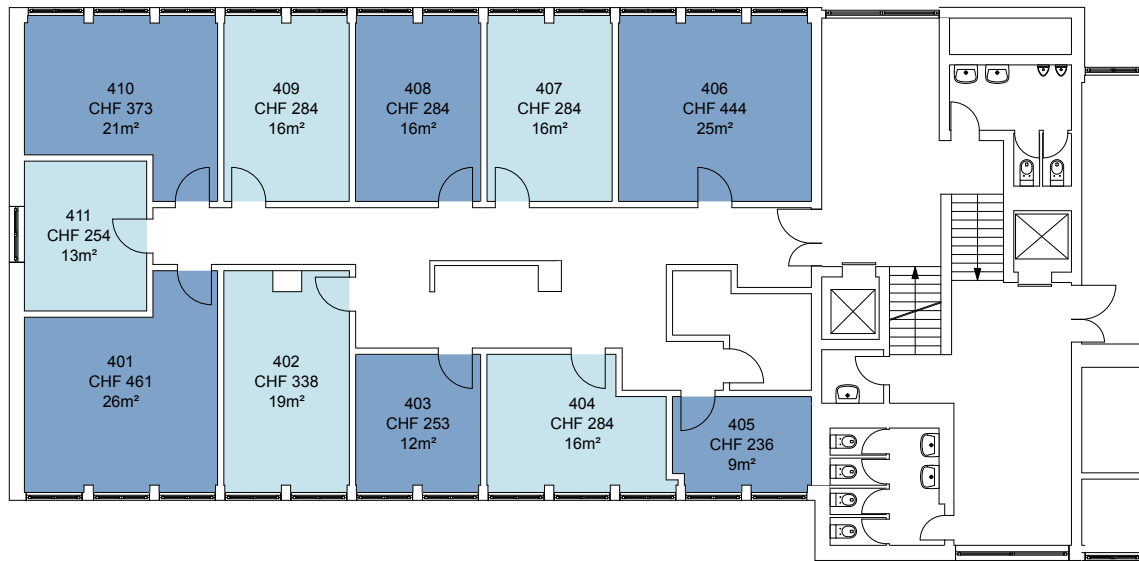 410
CHF 373
21m²
409
CHF 284
16m²
408
CHF 284
16m²
407
CHF 284
16m²
406
CHF 444
25m²
411
CHF 254
13m²
401
CHF 461
26m²
402
CHF 338
19m²
403
CHF 253
12m²
404
CHF 284
16m²
405
CHF 236
9m²